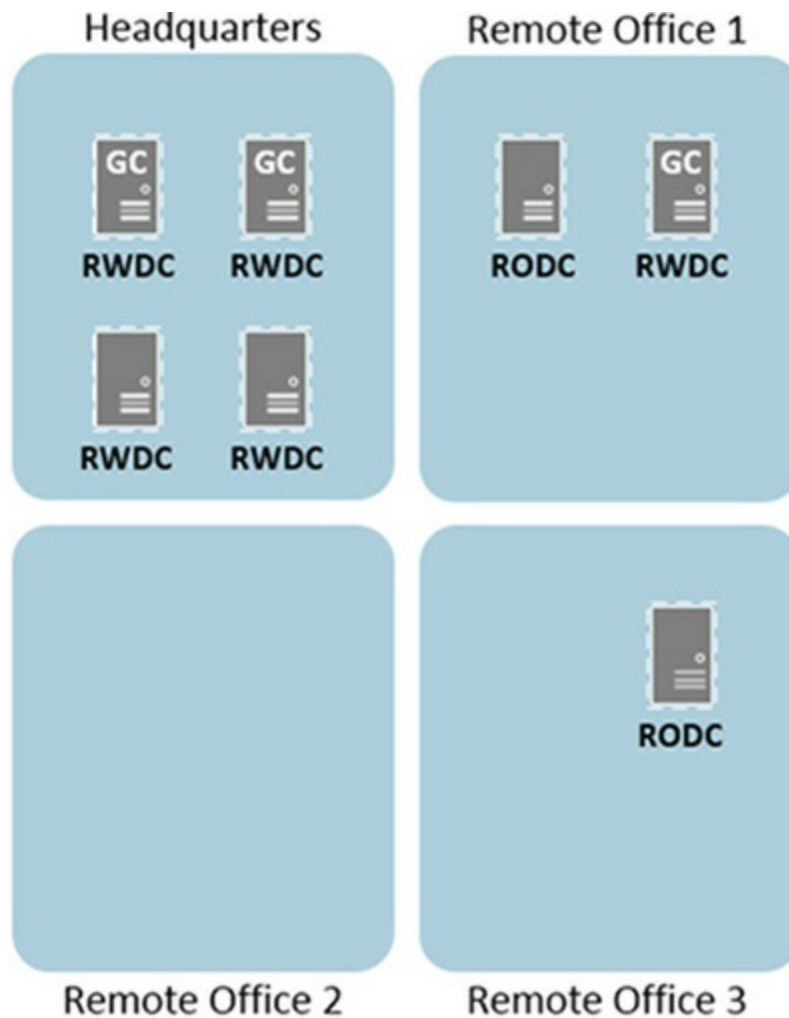 Headquarters
Remote Office 1
GC GC
RWDC RWDC
RWDC RWDC
GC
RODC RWDC
RODC
Remote Office 2
Remote Office 3